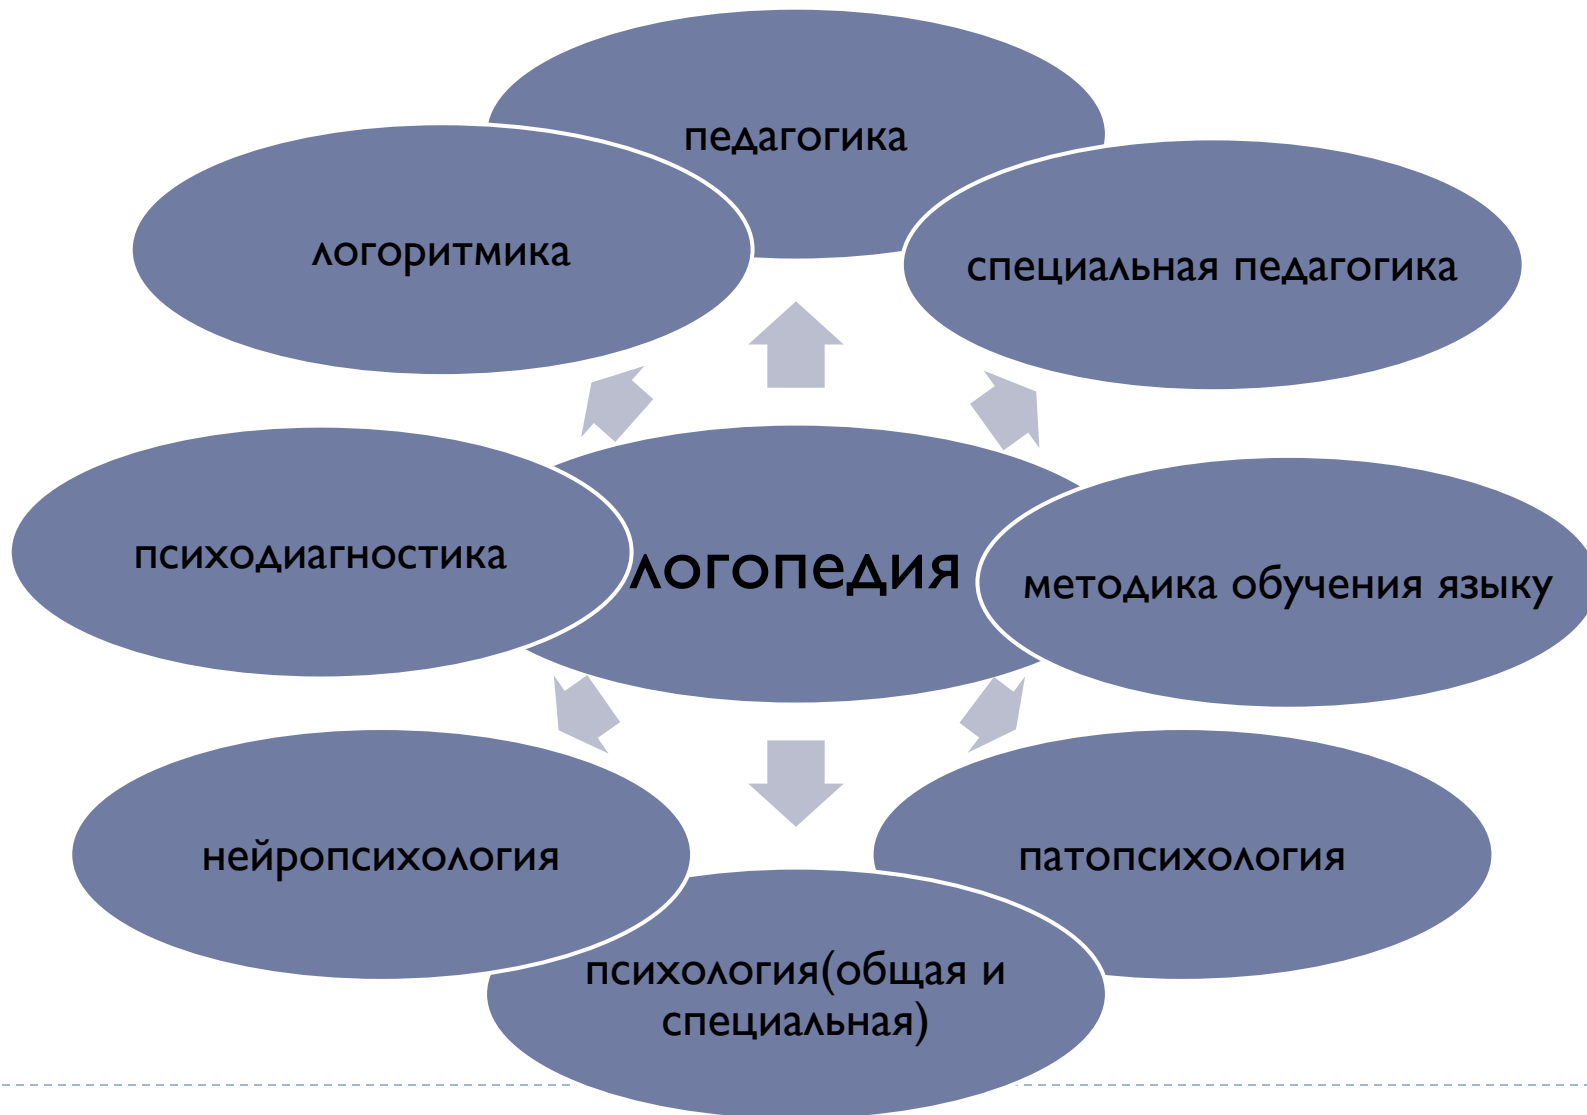 педагогика
логоритмика
специальная педагогика
психодиагностика
логопедия
методика обучения языку
нейропсихология
патопсихология
психология(общая и
специальная)